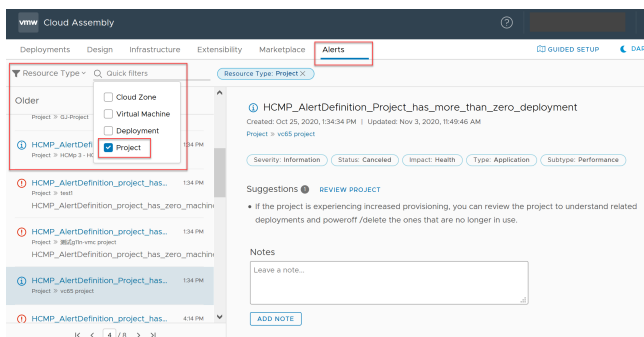 vmw Cloud Assembly
Deployments Design Infrastructure Extensibility Marketplace Alerts GUIDED SETUP DAR
Resource Type Quick filters Resource Type: Project
Older
Project » GJ-Project
HCMP_AlertDefi 1:34 PM
Project » HCMp 3 - HC
HCMP_AlertDefinition_project_has... 1:34 PM
Project » test1
HCMP_AlertDefinition_project_has_zero_machin
HCMP_AlertDefinition_project_has... 1:34 PM
project
HCMP_AlertDefinition_project_has_zero_machin
HCMP_AlertDefinition_Project_has... 1:34 PM
Project » vc65 project
HCMP_AlertDefinition_project_has... 4:14 PM
4 / 8
Cloud Zone
Virtual Machine
Deployment
Project
HCMP_AlertDefinition_Project_has_more_than_zero_deployment
Created: Oct 25, 2020, 1:34:34 PM | Updated: Nov 3, 2020, 11:49:46 AM
Project » vc65 project
Severity: Information Status: Canceled Impact: Health Type: Application Subtype: Performance
Suggestions REVIEW PROJECT
• If the project is experiencing increased provisioning, you can review the project to understand related
deployments and poweroff /delete the ones that are no longer in use.
Notes
Leave a note...
ADD NOTE